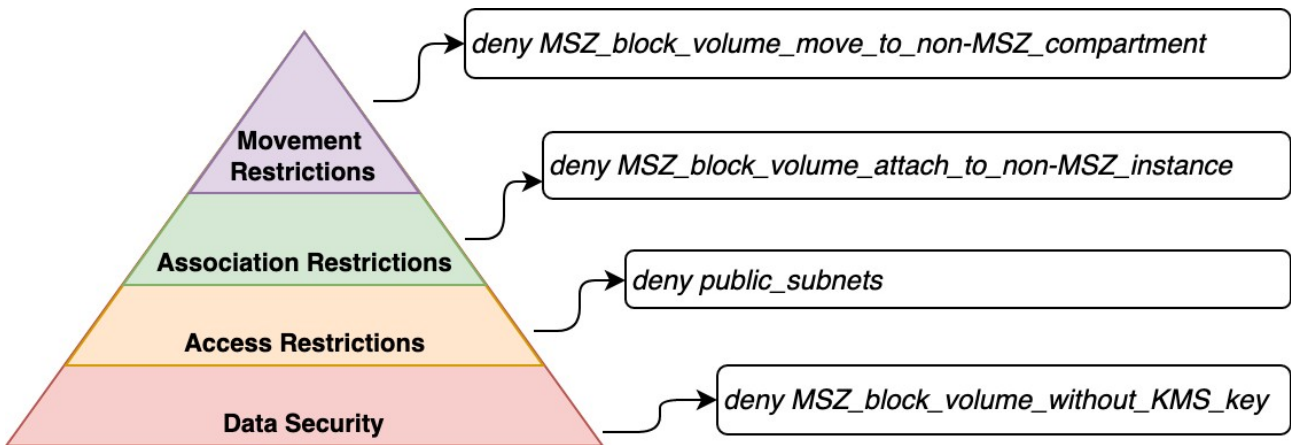 deny MSZ_block_volume_move_to_non-MSZ_compartment
Movement
Restrictions
deny MSZ_block_volume_attach_to_non-MSZ_instance
Association Restrictions
deny public_subnets
Access Restrictions
deny MSZ_block_volume_without_KMS_key
Data Security